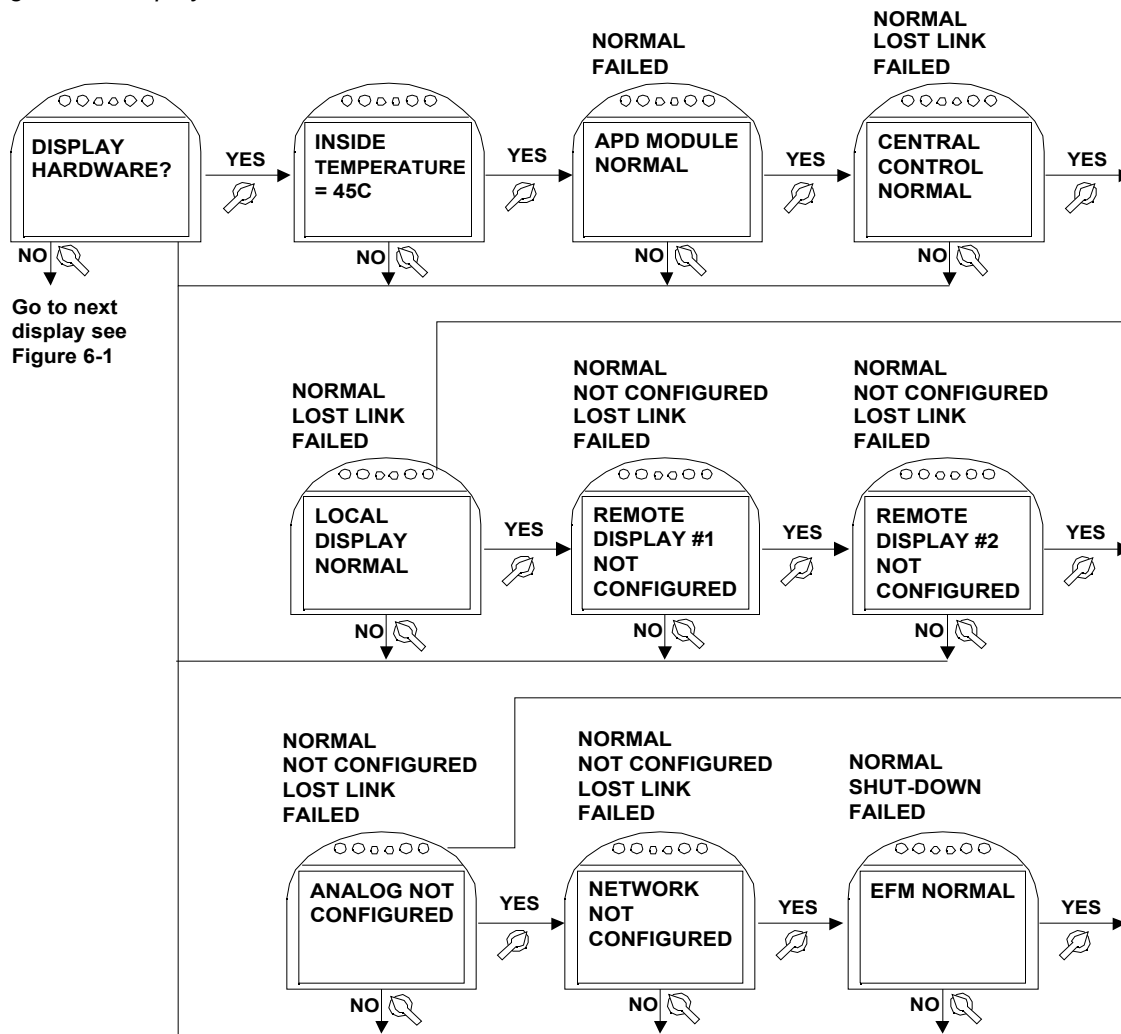 NORMAL
FAILED
NORMAL
LOST LINK
FAILED
DISPLAY
HARDWARE?
YES
INSIDE
TEMPERATURE
= 45C
YES
APD MODULE
NORMAL
YES
CENTRAL
CONTROL
NORMAL
YES
NO
NO
NO
NO
Go to next
display see
Figure 6-1
NORMAL
LOST LINK
FAILED
NORMAL
NOT CONFIGURED
LOST LINK
FAILED
NORMAL
NOT CONFIGURED
LOST LINK
FAILED
LOCAL
DISPLAY
NORMAL
YES
REMOTE
DISPLAY #1
NOT
CONFIGURED
YES
REMOTE
DISPLAY #2
NOT
CONFIGURED
YES
NO
NO
NO
NORMAL
NOT CONFIGURED
LOST LINK
FAILED
NORMAL
NOT CONFIGURED
LOST LINK
FAILED
NORMAL
SHUT-DOWN
FAILED
ANALOG NOT
CONFIGURED
YES
NETWORK
NOT
CONFIGURED
YES
EFM NORMAL
YES
NO
NO
NO